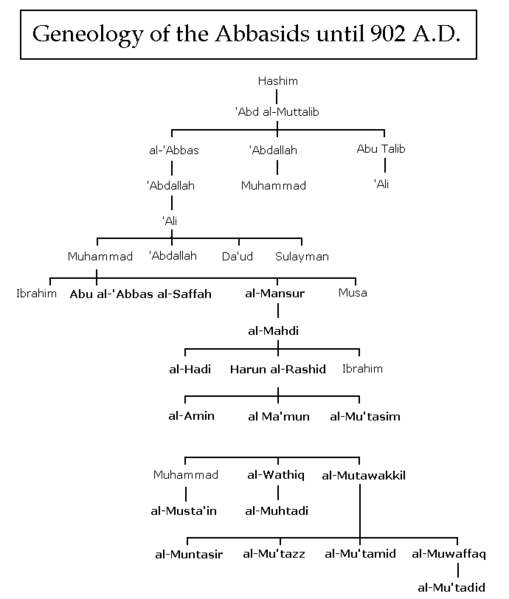 Geneology of the Abbasids until 902 A.D.
Hashim
'Abd al-Muttalib
al-'Abbas 'Abdallah Abu Talib
'Abdallah Muhammad 'Ali
'Ali
Muhammad 'Abdallah Da'ud Sulayman
Ibrahim Abu al-'Abbas al-Saffah al-Mansur Musa
al-Mahdi
al-Hadi Harun al-Rashid Ibrahim
al-Amin al Ma'mun al-Mu'tasim
Muhammad al-Wathiq al-Mutawakkil
al-Musta'in al-Muhtadi
al-Muntasir al-Mu'tazz al-Mu'tamid al-Muwaffaq
al-Mu'tadid